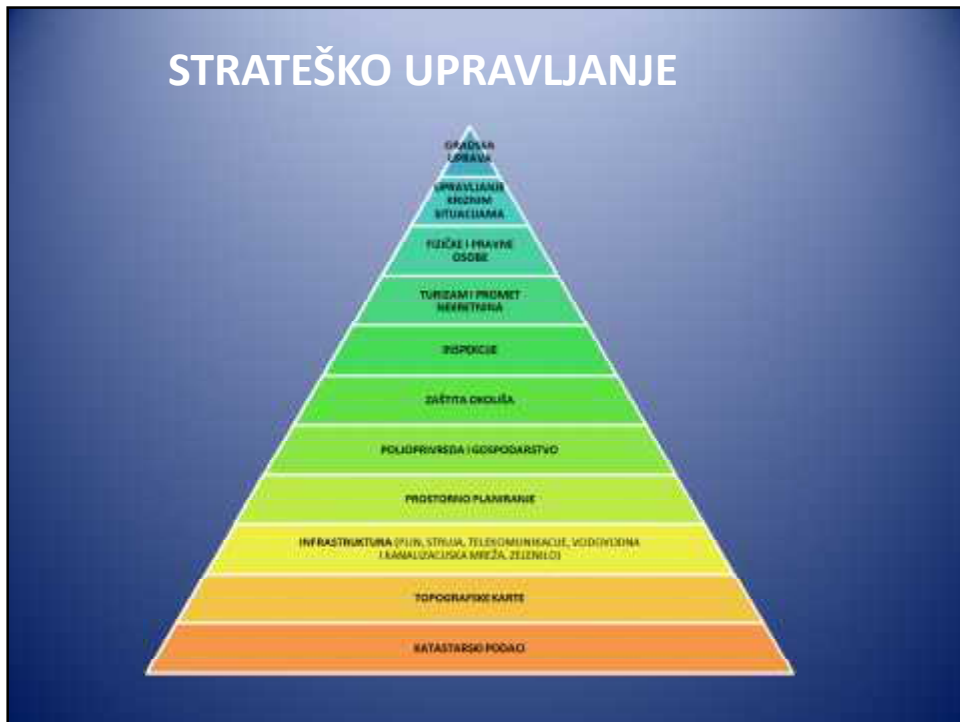 STRATEŠKO UPRAVLJANJE
GRADSKA
UPRAVA
UPRAVLJANJE
KRIZNIM
SITUACIJAMA
FIZIČKE I PRAVNE
OSOBE
TURIZAM I PROMET
NEKRETNINA
INSPEKCIJE
ZAŠTITA OKOLIŠA
POLJOPRIVREDA I GOSPODARSTVO
PROSTORNO PLANIRANJE
INFRASTRUKTURA (PLIN, STRUJA, TELEKOMUNIKACIJE, VODOVODNA
I KANALIZACIJSKA MREŽA, ZELENILO)
TOPOGRAFSKE KARTE
KATASTARSKI PODACI